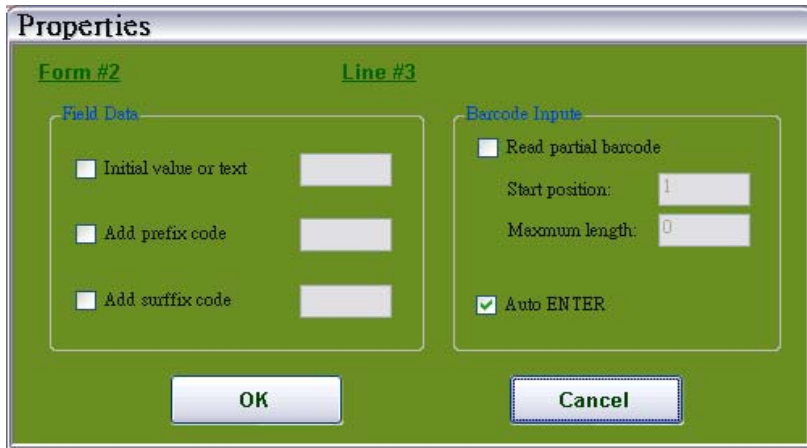 Properties
Form #2 Line #3
Field Data
Initial value or text
Add prefix code
Add surffix code
Barcode Inpute
Read partial barcode
Start position: 1
Maxmum length: 0
Auto ENTER
OK Cancel